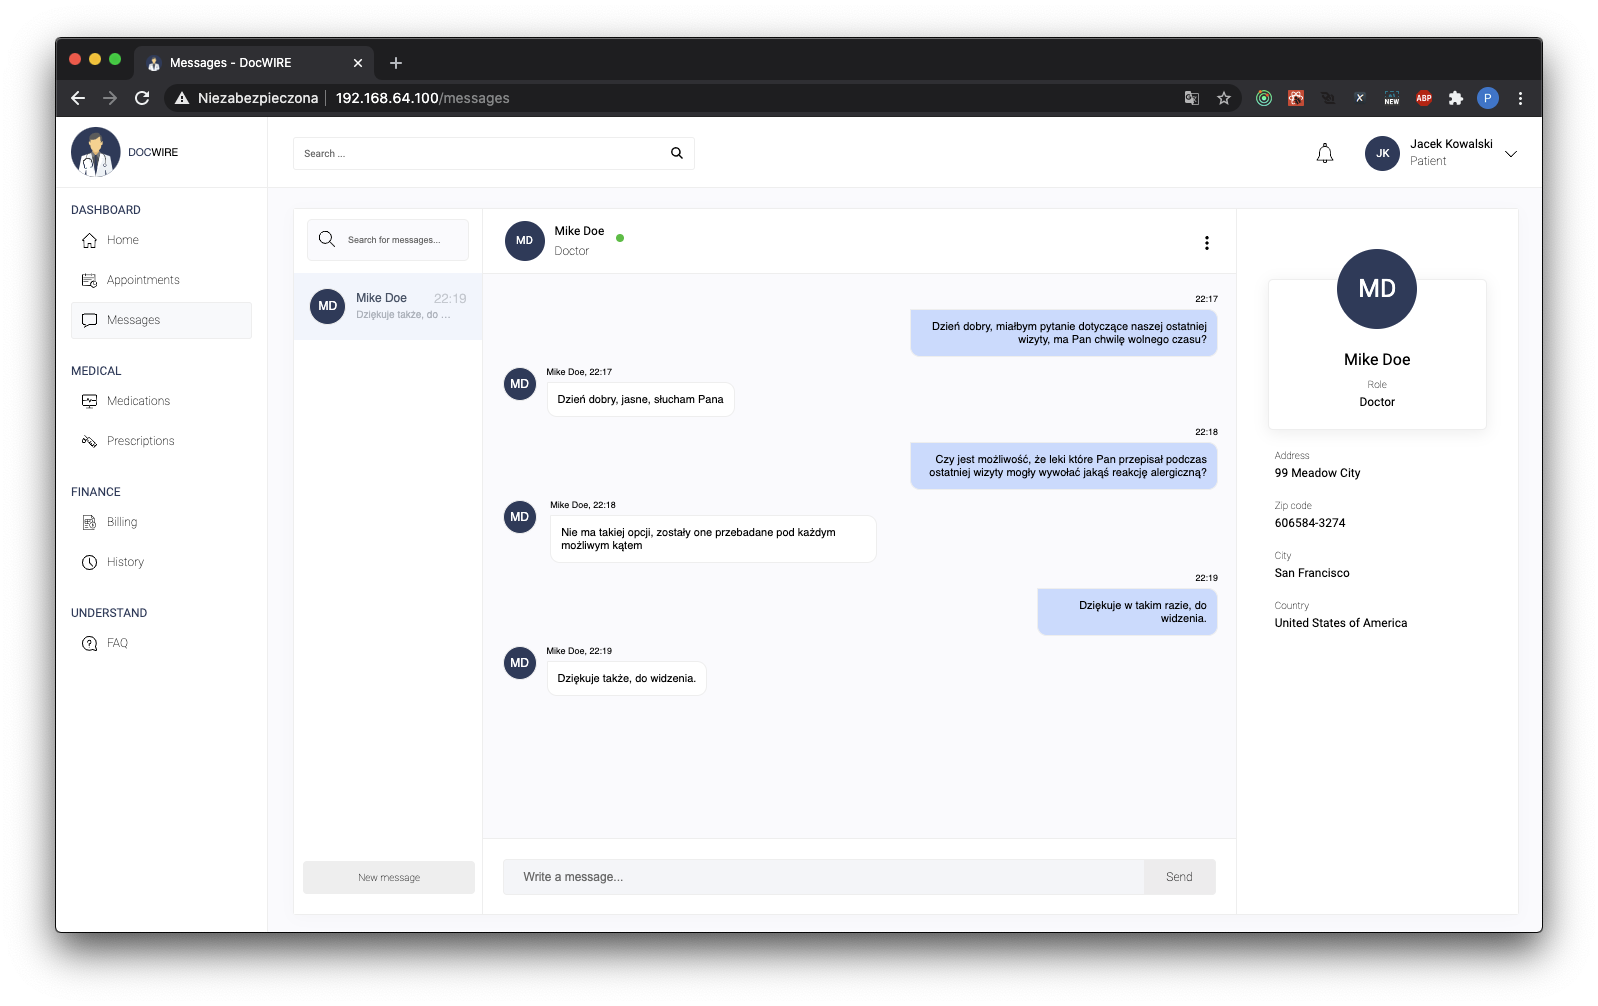 Messages - DocWIRE
Niezabezpieczona
192.168.64.100/messages
NEW
ABP
P
DOCWIRE
Search ...
JK
Jacek Kowalski
Patient
DASHBOARD
Home
Appointments
Messages
MEDICAL
Medications
Prescriptions
FINANCE
Billing
History
UNDERSTAND
FAQ
Search for messages...
MD
Mike Doe
22:19
Dziękuje także, do ...
New message
MD
Mike Doe
Doctor
22:17
Dzień dobry, miałbym pytanie dotyczące naszej ostatniej
wizyty, ma Pan chwilę wolnego czasu?
MD
Mike Doe, 22:17
Dzień dobry, jasne, słucham Pana
22:18
Czy jest możliwość, że leki które Pan przepisał podczas
ostatniej wizyty mogły wywołać jakąś reakcję alergiczną?
MD
Mike Doe, 22:18
Nie ma takiej opcji, zostały one przebadane pod każdym
możliwym kątem
22:19
Dziękuje w takim razie, do
widzenia.
MD
Mike Doe, 22:19
Dziękuje także, do widzenia.
Write a message...
Send
MD
Mike Doe
Role
Doctor
Address
99 Meadow City
Zip code
606584-3274
City
San Francisco
Country
United States of America